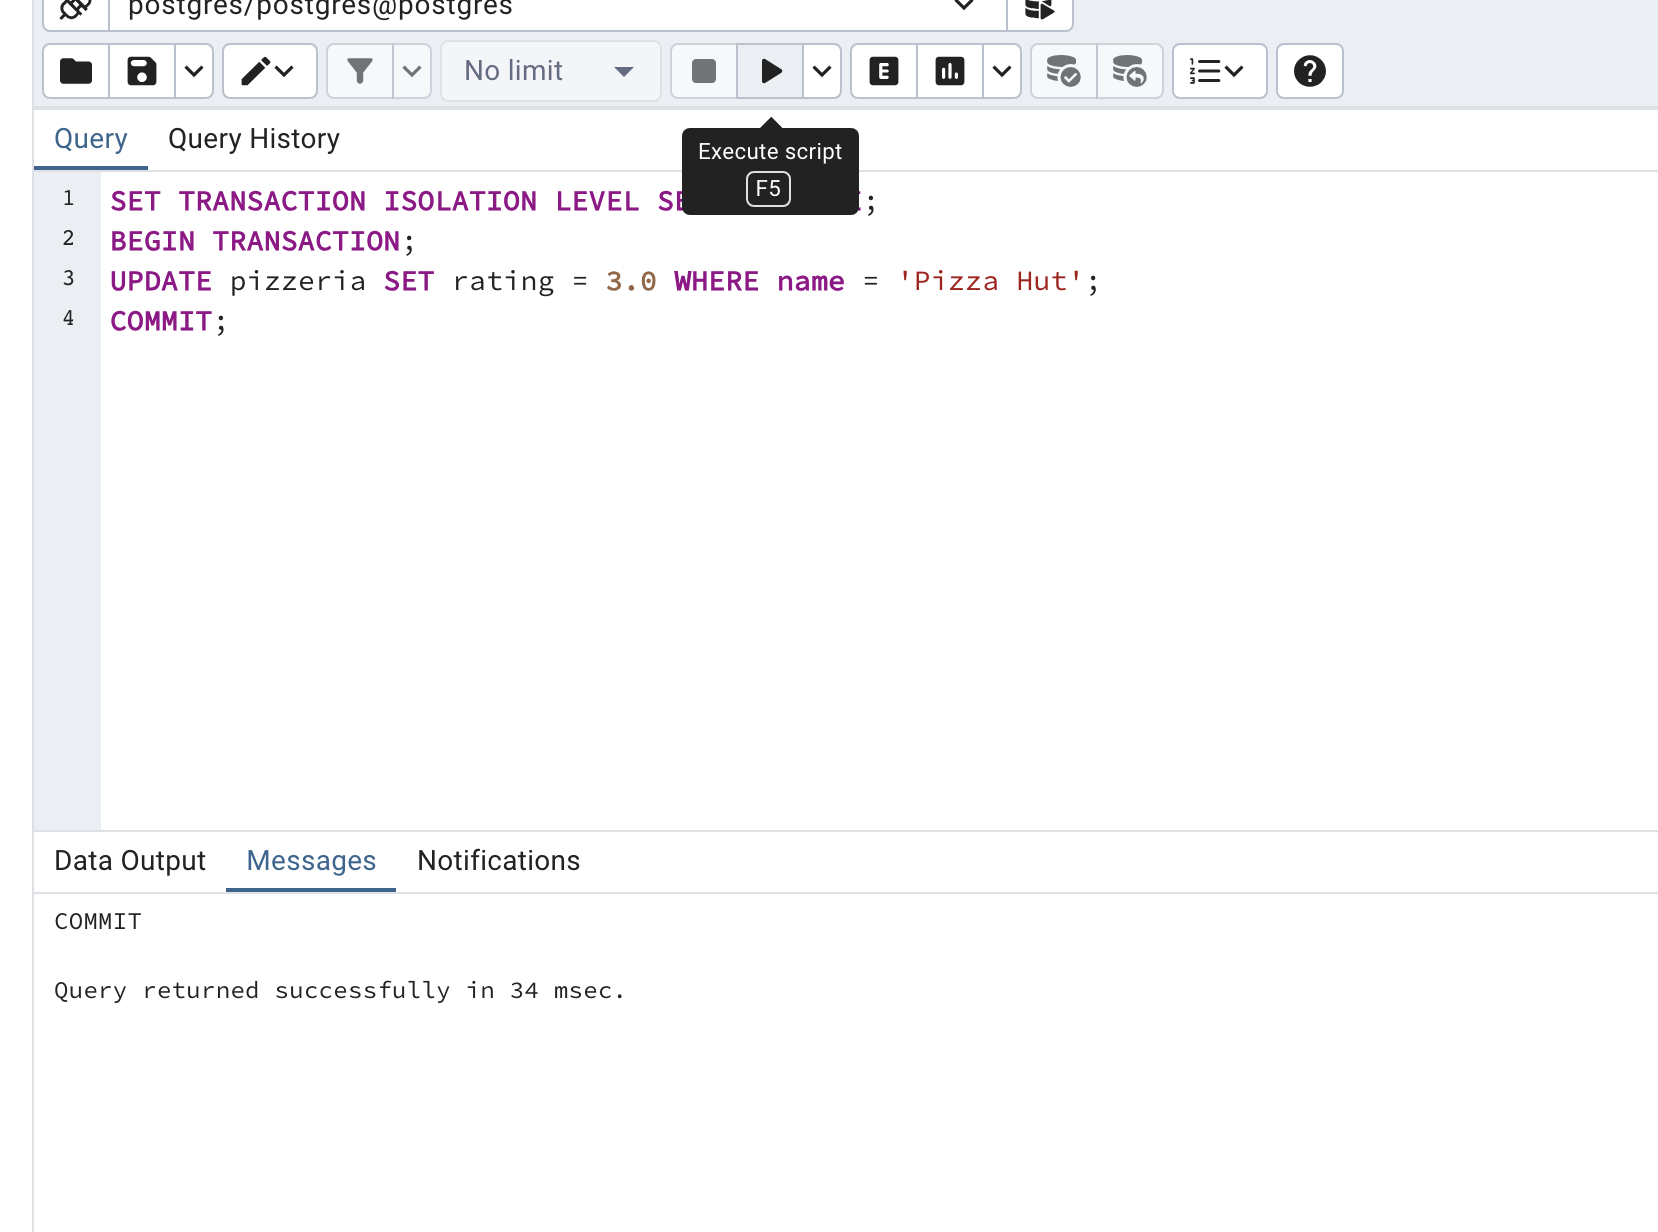 postgres/postgres@postgres
No limit
E
Query Query History
Execute script
F5
1 SET TRANSACTION ISOLATION LEVEL ;
2 BEGIN TRANSACTION;
3 UPDATE pizzeria SET rating = 3.0 WHERE name = 'Pizza Hut';
4 COMMIT;
Data Output Messages Notifications
COMMIT
Query returned successfully in 34 msec.